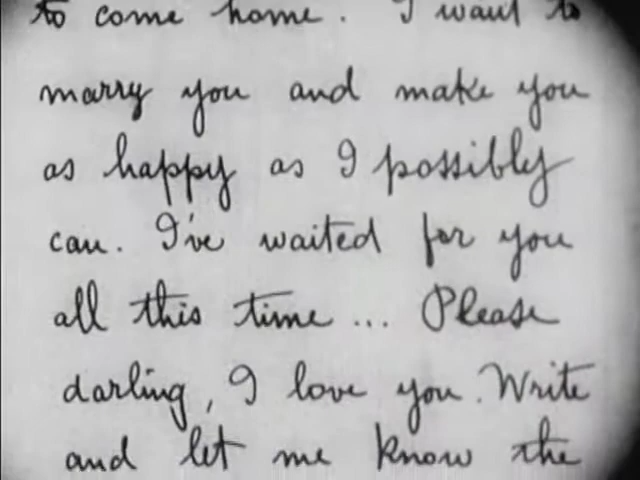 to come home. I want to
marry you and make you
as happy as I possibly
can. I've waited for you
all this time... Please
darling, I love you. Write
and let me know the